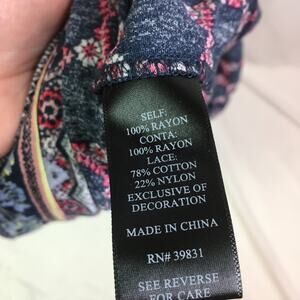 SELF:
100% RAYON
CONTA:
100% RAYON
LACE:
78% COTTON
22% NYLON
EXCLUSIVE OF
DECORATION
MADE IN CHINA
RN# 39831
SEE REVERSE
FOR CARE